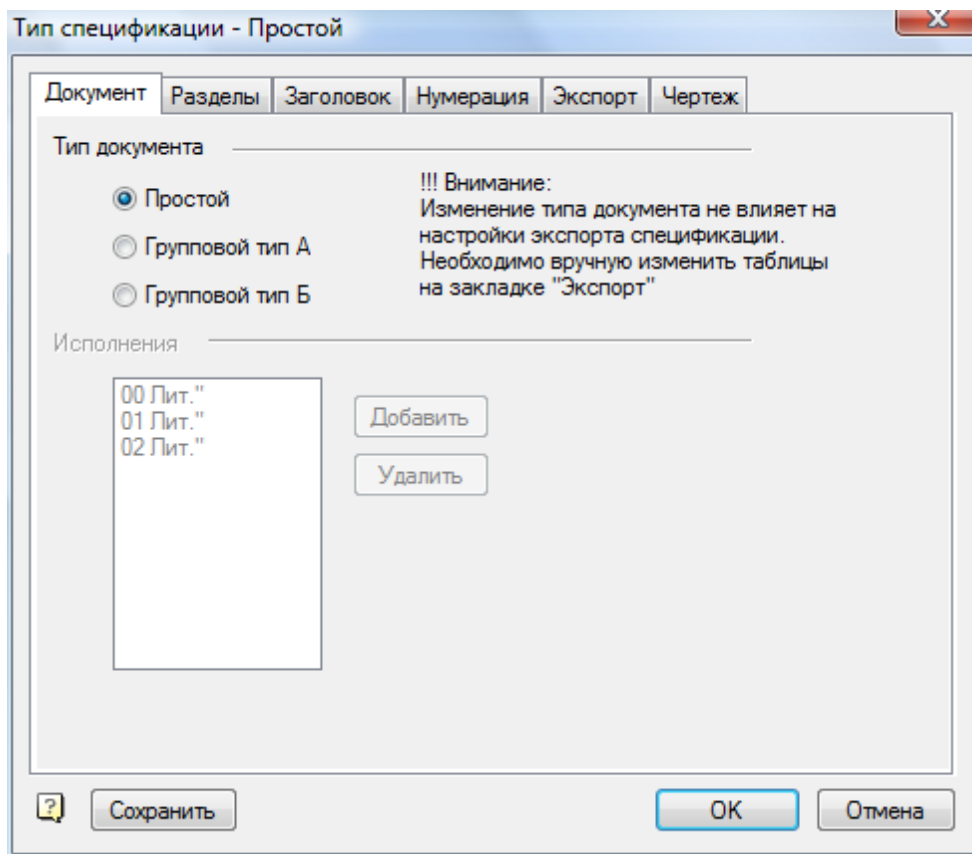 Тип спецификации - Простой
Документ Разделы Заголовок Нумерация Экспорт Чертеж
Тип документа
Простой
Групповой тип А
Групповой тип Б
!!! Внимание:
Изменение типа документа не влияет на
настройки экспорта спецификации.
Необходимо вручную изменить таблицы
на закладке "Экспорт"
Исполнения
00 Лит."
01 Лит."
02 Лит."
Добавить
Удалить
Сохранить
OK
Отмена